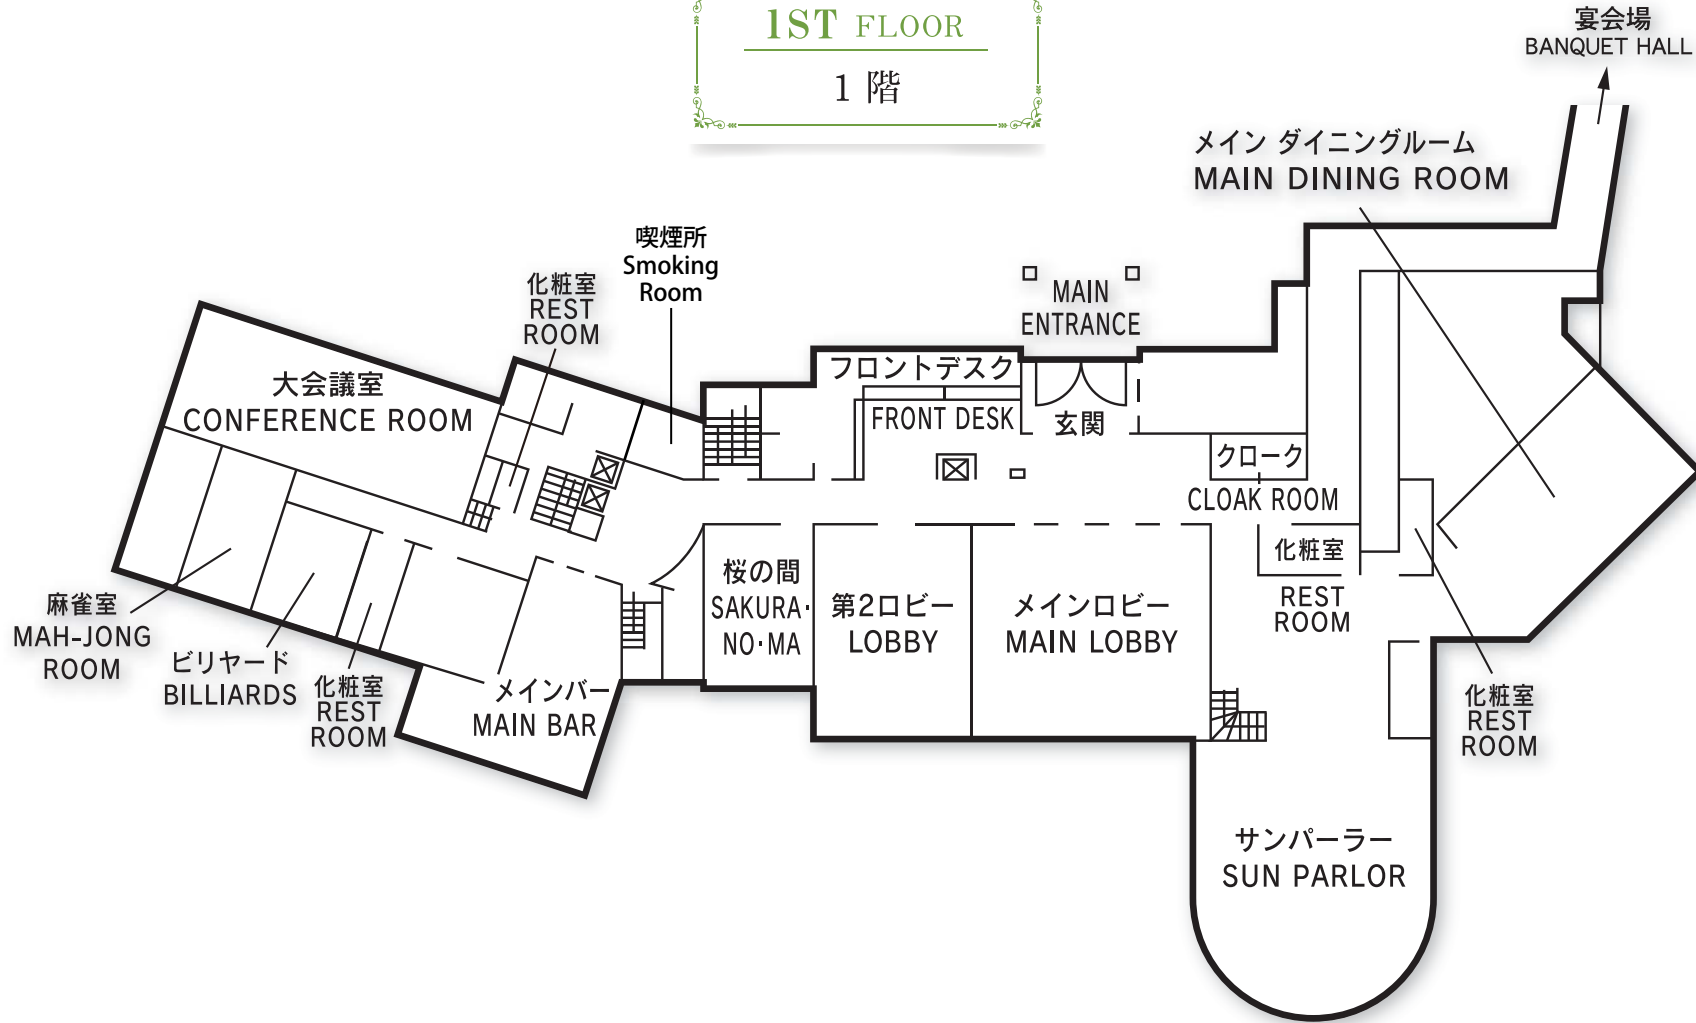 1ST FLOOR
1 階
宴会場
BANQUET HALL
メイン ダイニングルーム
MAIN DINING ROOM
喫煙所
Smoking
Room
化粧室
REST
ROOM
MAIN
ENTRANCE
玄関
フロントデスク
FRONT DESK
大会議室
CONFERENCE ROOM
クローク
CLOAK ROOM
化粧室
REST
ROOM
桜の間
SAKURA・
NO・MA
第2ロビー
LOBBY
メインロビー
MAIN LOBBY
麻雀室
MAH-JONG
ROOM
ビリヤード
BILLIARDS
化粧室
REST
ROOM
メインバー
MAIN BAR
化粧室
REST
ROOM
サンパーラー
SUN PARLOR